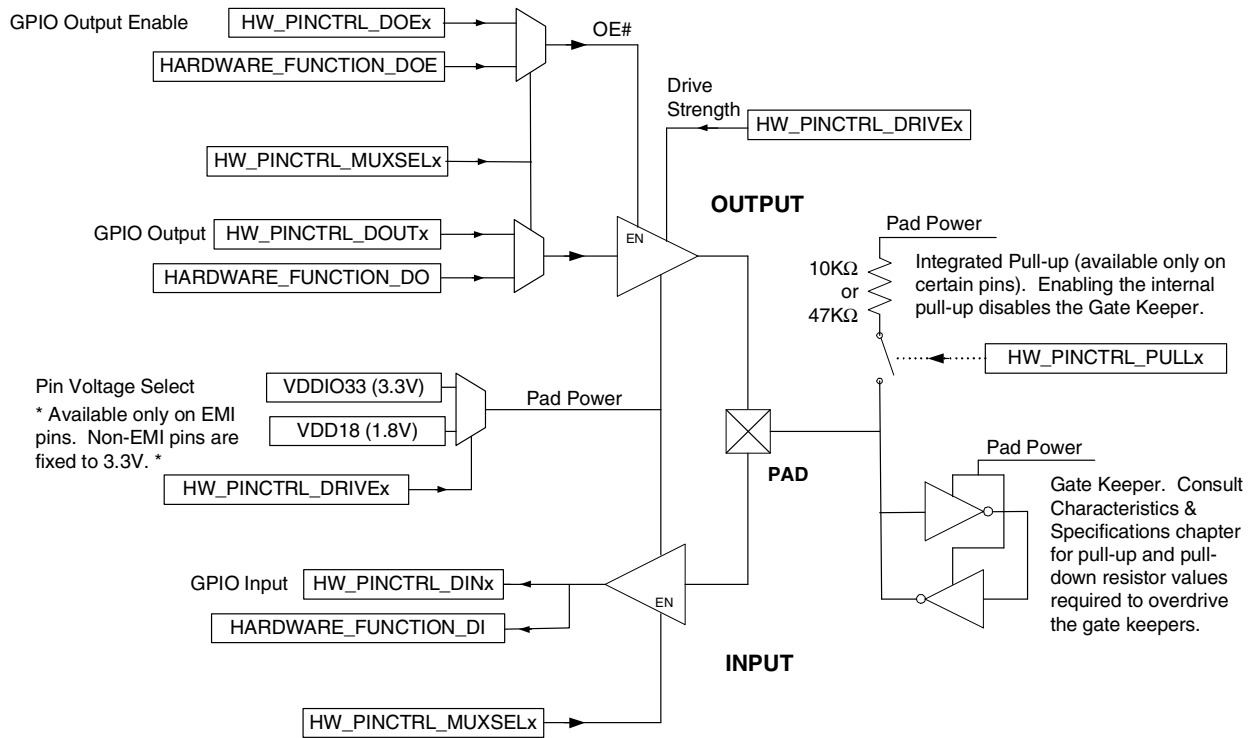 GPIO Output Enable
HW_PINCTRL_DOEx
HARDWARE_FUNCTION_DOE
OE#
Drive
Strength
HW_PINCTRL_DRIVEx
HW_PINCTRL_MUXSELx
OUTPUT
GPIO Output
HW_PINCTRL_DOUTx
HARDWARE_FUNCTION_DO
EN
Pad Power
10KΩ
or
47KΩ
Integrated Pull-up (available only on
certain pins).  Enabling the internal
pull-up disables the Gate Keeper.
HW_PINCTRL_PULLx
Pin Voltage Select
* Available only on EMI
pins.  Non-EMI pins are
fixed to 3.3V. *
VDDIO33 (3.3V)
VDD18 (1.8V)
HW_PINCTRL_DRIVEx
Pad Power
PAD
Pad Power
Gate Keeper.  Consult
Characteristics &
Specifications chapter
for pull-up and pull-
down resistor values
required to overdrive
the gate keepers.
GPIO Input
HW_PINCTRL_DINx
HARDWARE_FUNCTION_DI
EN
INPUT
HW_PINCTRL_MUXSELx